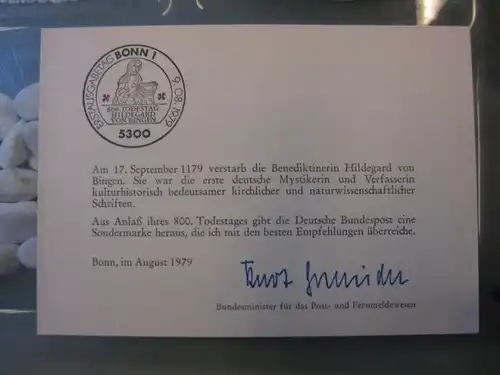 ERSTAUSGABETAG BONN 1 9.08.1979
800. TODESTAG
HILDEGARD
VON BINGEN
5300
Am 17. September 1179 verstarb die Benediktinerin Hildegard von
Bingen. Sie war die erste deutsche Mystikerin und Verfasserin
kulturhistorisch bedeutsamer kirchlicher und naturwissenschaftlicher
Schriften.
Aus Anlaß ihres 800. Todestages gibt die Deutsche Bundespost eine
Sondermarke heraus, die ich mit den besten Empfehlungen überreiche.
Bonn, im August 1979
Kurt Gscheidle
Bundesminister für das Post- und Fernmeldewesen